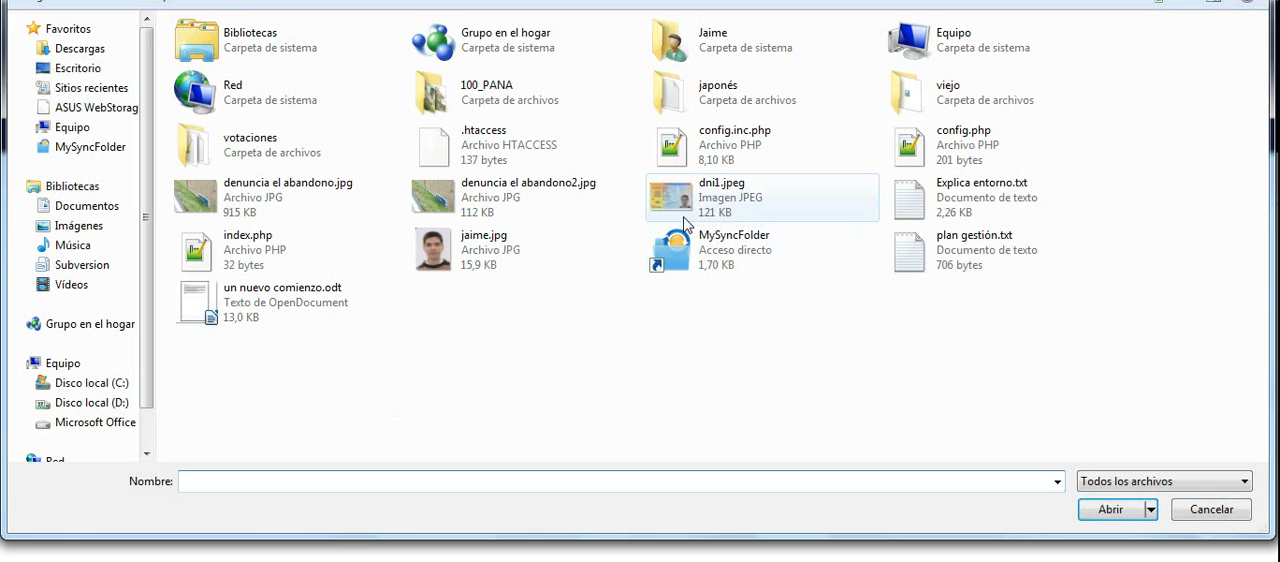 Favoritos
Descargas
Escritorio
Sitios recientes
ASUS WebStorag
Equipo
MySyncFolder
Bibliotecas
Documentos
Imágenes
Música
Subversion
Vídeos
Grupo en el hogar
Equipo
Disco local (C:)
Disco local (D:)
Microsoft Office
Red
Bibliotecas
Carpeta de sistema
Grupo en el hogar
Carpeta de sistema
Jaime
Carpeta de sistema
Equipo
Carpeta de sistema
Red
Carpeta de sistema
100_PANA
Carpeta de archivos
japonés
Carpeta de archivos
viejo
Carpeta de archivos
votaciones
Carpeta de archivos
.htaccess
Archivo HTACCESS
137 bytes
config.inc.php
Archivo PHP
8,10 KB
config.php
Archivo PHP
201 bytes
denuncia el abandono.jpg
Archivo JPG
915 KB
denuncia el abandono2.jpg
Archivo JPG
112 KB
dni1.jpeg
Imagen JPEG
121 KB
Explica entorno.txt
Documento de texto
2,26 KB
index.php
Archivo PHP
32 bytes
jaime.jpg
Archivo JPG
15,9 KB
MySyncFolder
Acceso directo
1,70 KB
plan gestión.txt
Documento de texto
706 bytes
un nuevo comienzo.odt
Texto de OpenDocument
13,0 KB
Nombre:
Todos los archivos
Abrir
Cancelar